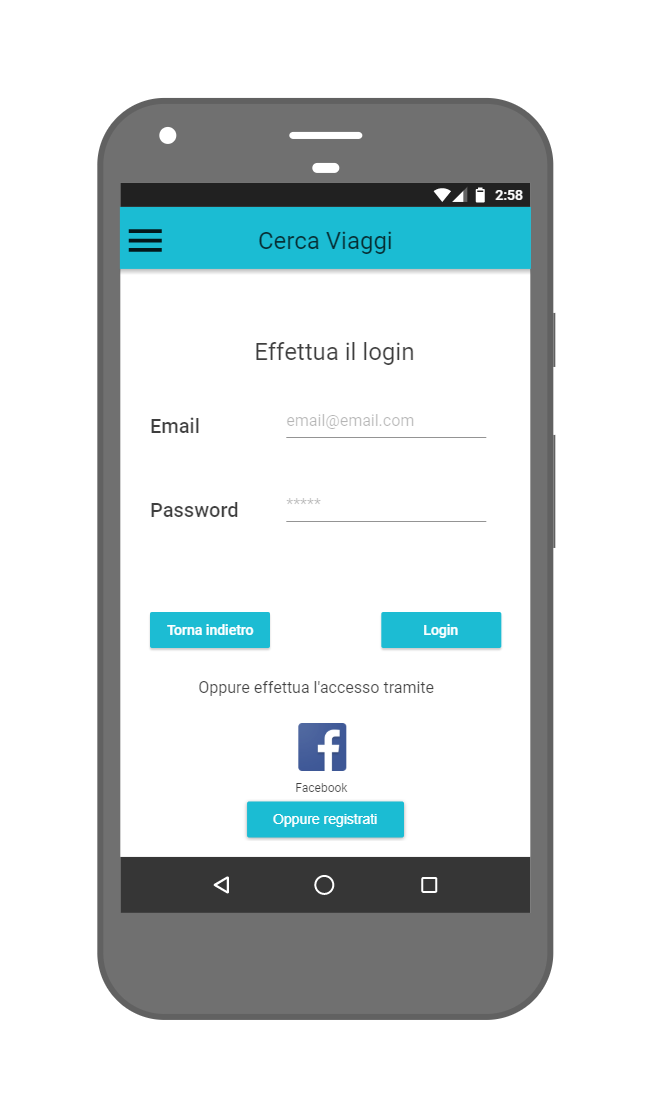 2:58
Cerca Viaggi
Effettua il login
Email
email@email.com
Password
*****
Torna indietro
Login
Oppure effettua l'accesso tramite
f
Facebook
Oppure registrati